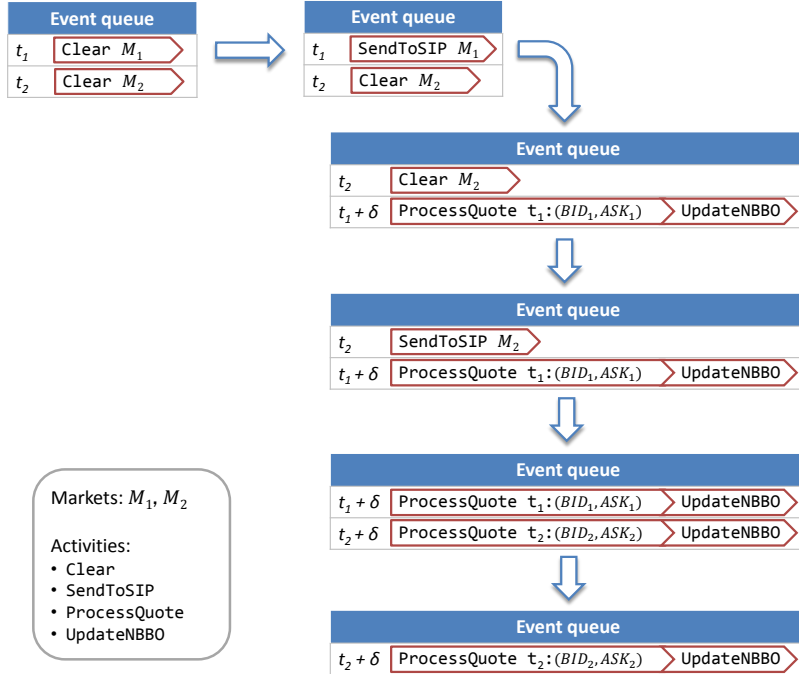 Event queue
t1 Clear M1
t2 Clear M2
Event queue
t1 SendToSIP M1
t2 Clear M2
Event queue
t2 Clear M2
t1 + δ ProcessQuote t1:(BID1, ASK1) UpdateNBBO
Event queue
t2 SendToSIP M2
t1 + δ ProcessQuote t1:(BID1, ASK1) UpdateNBBO
Event queue
t1 + δ ProcessQuote t1:(BID1, ASK1) UpdateNBBO
t2 + δ ProcessQuote t2:(BID2, ASK2) UpdateNBBO
Event queue
t2 + δ ProcessQuote t2:(BID2, ASK2) UpdateNBBO
Markets: M1, M2
Activities:
• Clear
• SendToSIP
• ProcessQuote
• UpdateNBBO